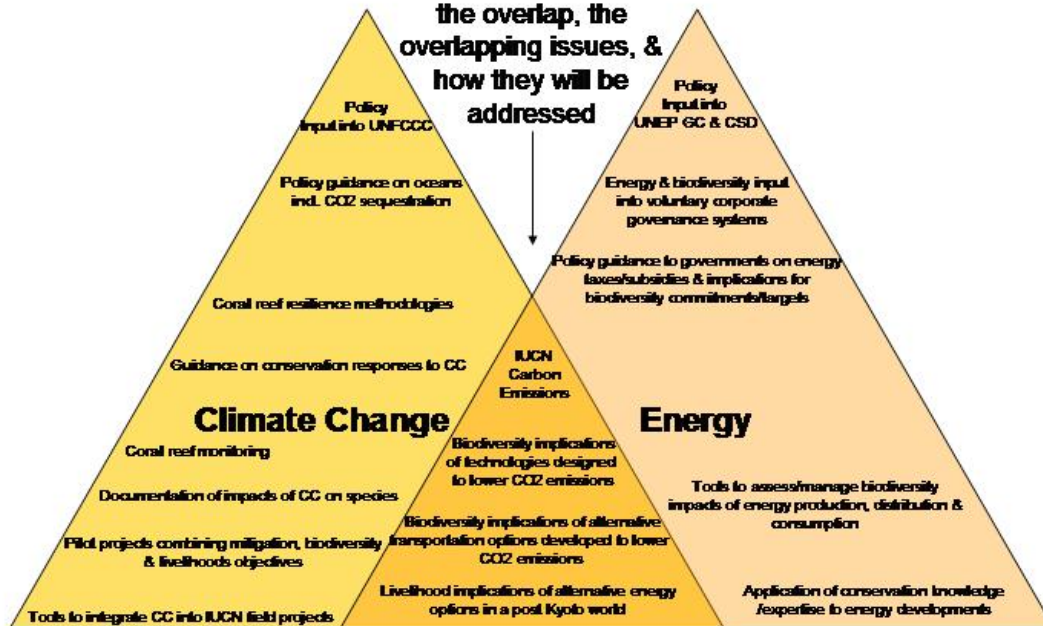 the overlap, the
overlapping issues, &
how they will be
addressed
Policy
Input into UNFCCC
Policy guidance on oceans
incl. CO2 sequestration
Coral reef resilience methodologies
Guidance on conservation responses to CC
Climate Change
Coral reef monitoring
Documentation of impacts of CC on species
Pilot projects combining mitigation, biodiversity
& livelihoods objectives
Tools to integrate CC into IUCN field projects
IUCN
Carbon
Emissions
Biodiversity implications
of technologies designed
to lower CO2 emissions
Biodiversity implications of alternative
transportation options developed to lower
CO2 emissions
Livelihood implications of alternative energy
options in a post Kyoto world
Policy
Input into
UNEP GC & CSD
Energy & biodiversity input
into voluntary corporate
governance systems
Policy guidance to governments on energy
taxes/subsidies & implications for
biodiversity commitments/targets
Energy
Tools to assess/manage biodiversity
impacts of energy production, distribution &
consumption
Application of conservation knowledge
/expertise to energy developments